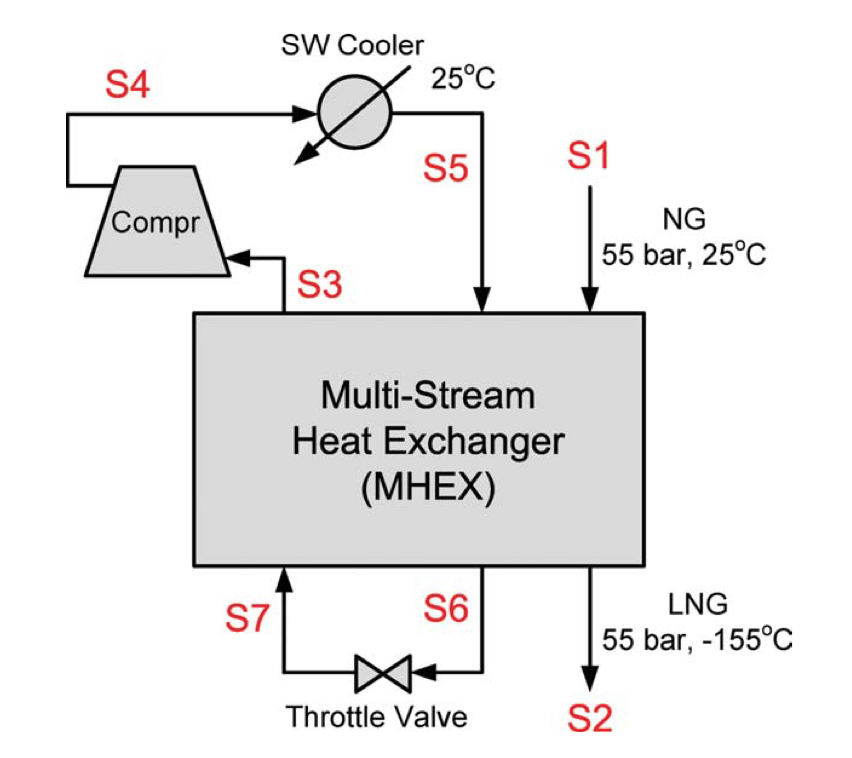 SW Cooler
S4
25°C
S5
S1
Compr
NG
55 bar, 25°C
S3
Multi-Stream
Heat Exchanger
(MHEX)
S7
S6
LNG
55 bar, -155°C
Throttle Valve
S2